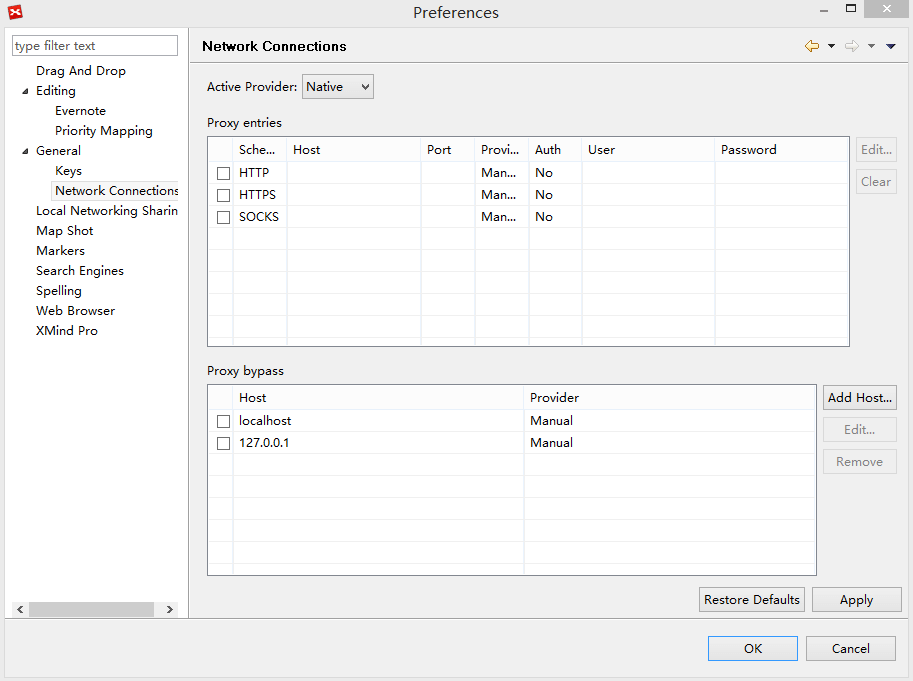 Preferences
type filter text
Drag And Drop
Editing
Evernote
Priority Mapping
General
Keys
Network Connections
Local Networking Sharin
Map Shot
Markers
Search Engines
Spelling
Web Browser
XMind Pro
Network Connections
Active Provider: Native
Proxy entries
Sche... Host Port Provi... Auth User Password
HTTP Man... No
HTTPS Man... No
SOCKS Man... No
Edit...
Clear
Proxy bypass
Host Provider
localhost Manual
127.0.0.1 Manual
Add Host...
Edit...
Remove
Restore Defaults Apply
OK Cancel